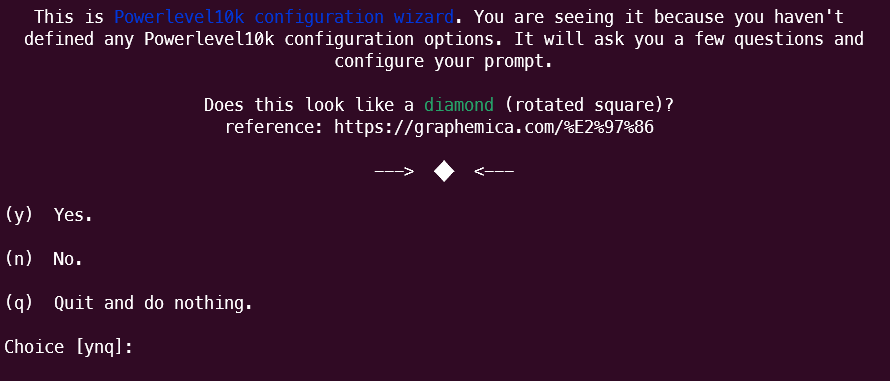 This is Powerlevel10k configuration wizard. You are seeing it because you haven't
defined any Powerlevel10k configuration options. It will ask you a few questions and
configure your prompt.
Does this look like a diamond (rotated square)?
reference: https://graphemica.com/%E2%97%86
---> ◆ <---
(y) Yes.
(n) No.
(q) Quit and do nothing.
Choice [ynq]: